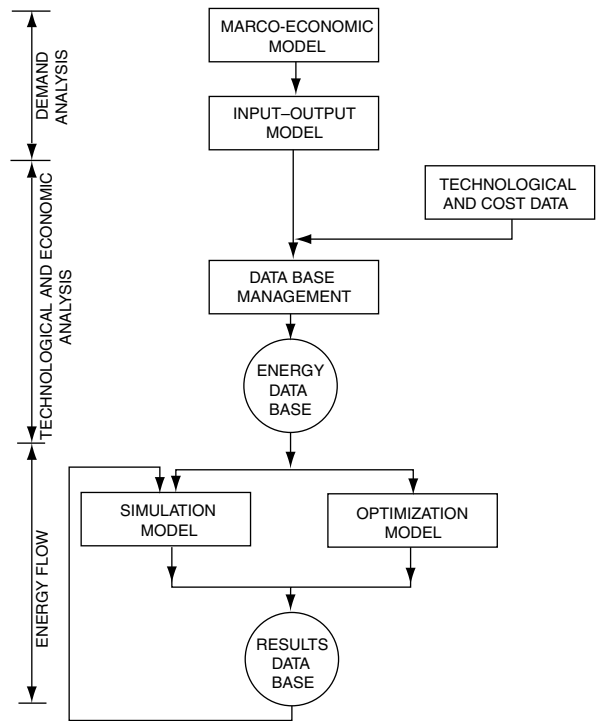 MARCO-ECONOMIC
MODEL
DEMAND
ANALYSIS
INPUT–OUTPUT
MODEL
TECHNOLOGICAL
AND COST DATA
TECHNOLOGICAL AND ECONOMIC
ANALYSIS
DATA BASE
MANAGEMENT
ENERGY
DATA
BASE
SIMULATION
MODEL
OPTIMIZATION
MODEL
ENERGY FLOW
RESULTS
DATA
BASE